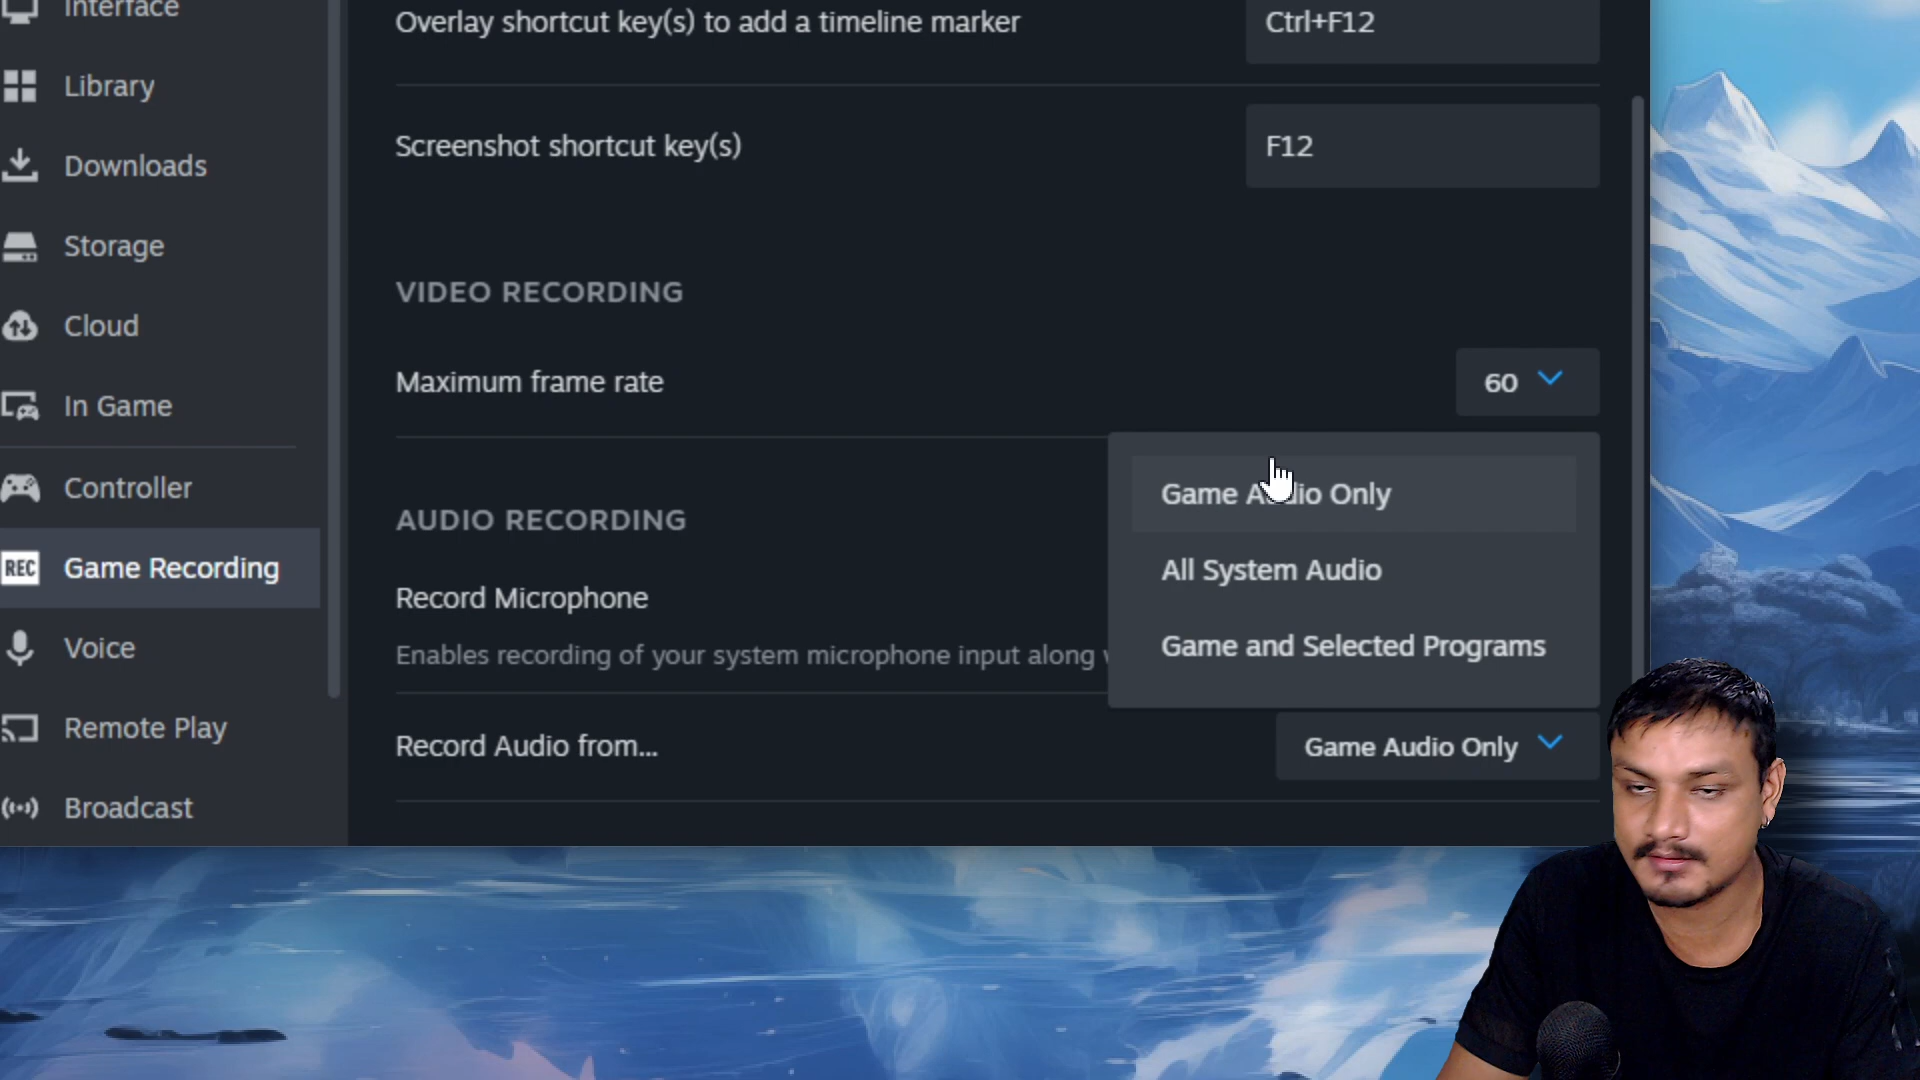 Interface
Library
Downloads
Storage
Cloud
In Game
Controller
REC Game Recording
Voice
Remote Play
Broadcast
Overlay shortcut key(s) to add a timeline marker
Ctrl+F12
Screenshot shortcut key(s)
F12
VIDEO RECORDING
Maximum frame rate
60
AUDIO RECORDING
Record Microphone
Enables recording of your system microphone input along
Game Audio Only
All System Audio
Game and Selected Programs
Record Audio from...
Game Audio Only